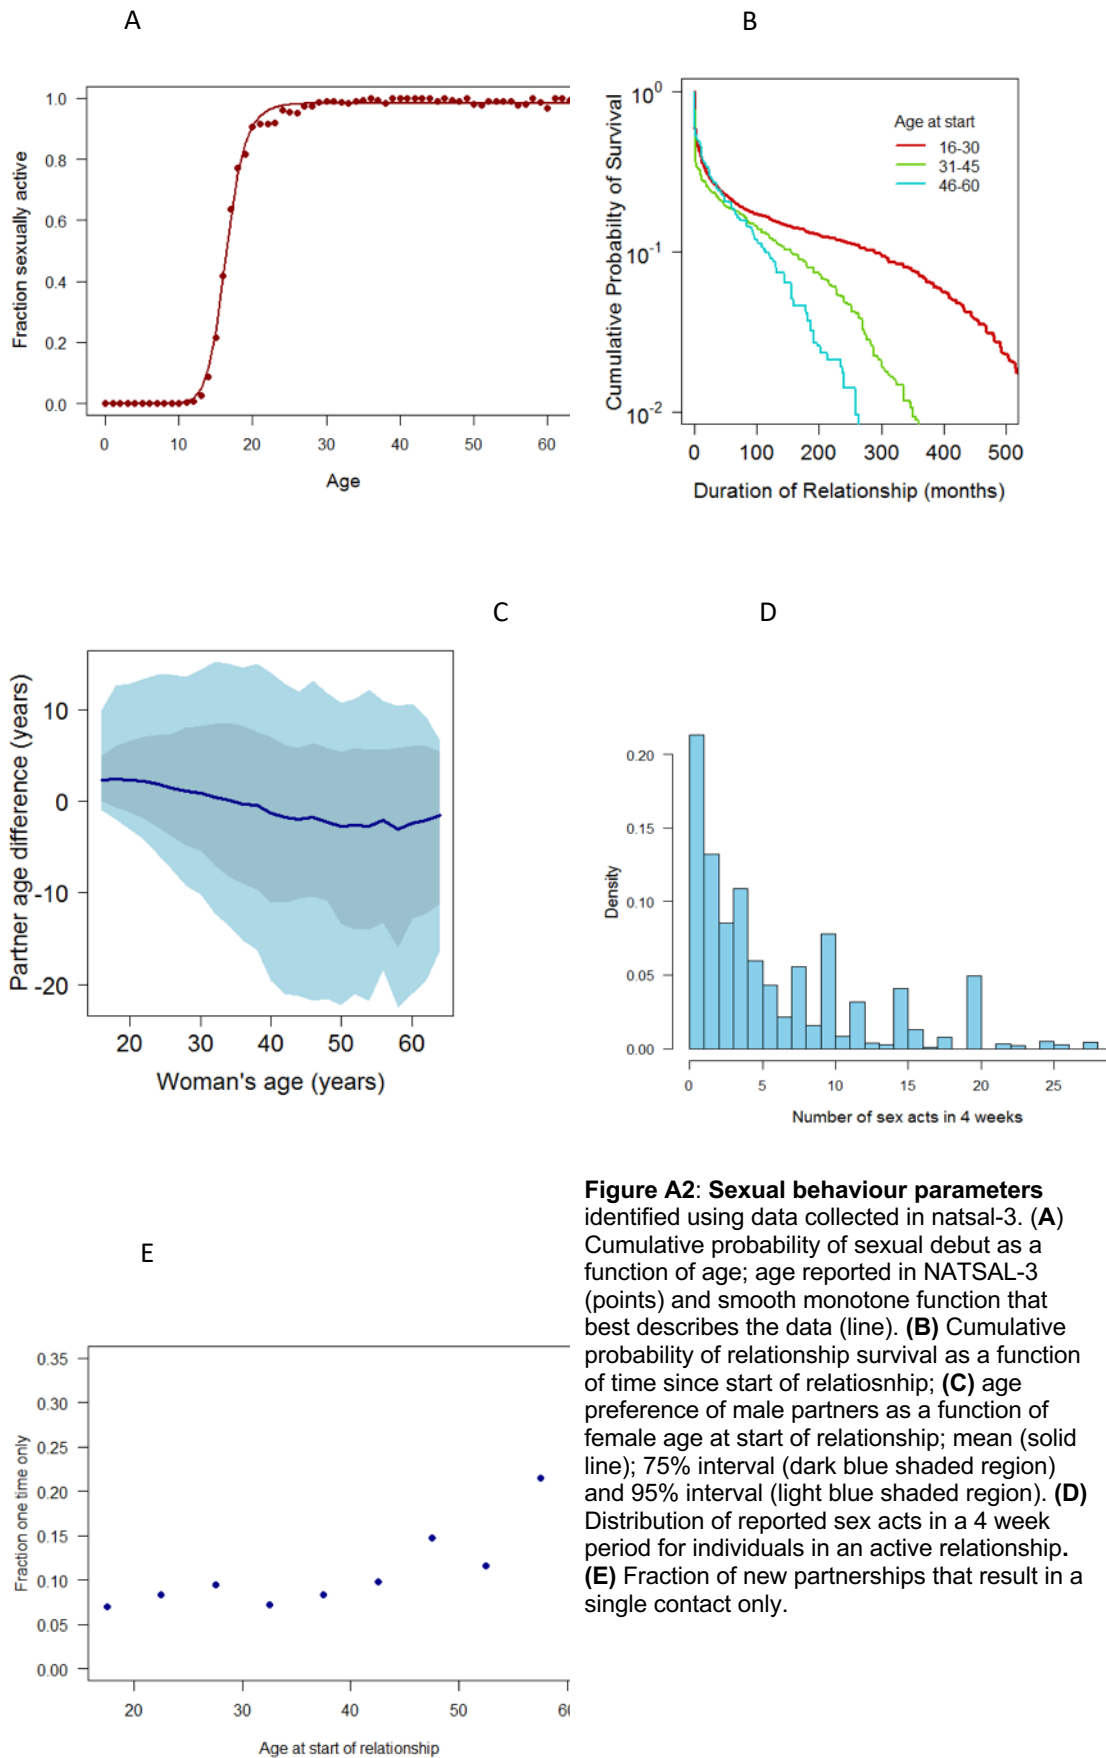 A
Fraction sexually active
1.0
0.8
0.6
0.4
0.2
0.0
0 10 20 30 40 50 60
Age
B
Cumulative Probabilty of Survival
10^0
10^-1
10^-2
Age at start
16-30
31-45
46-60
0 100 200 300 400 500
Duration of Relationship (months)
C
Partner age difference (years)
10
0
-10
-20
20 30 40 50 60
Woman's age (years)
D
Density
0.20
0.15
0.10
0.05
0.00
0 5 10 15 20 25
Number of sex acts in 4 weeks
E
Fraction one time only
0.35
0.30
0.25
0.20
0.15
0.10
0.05
0.00
20 30 40 50 6
Age at start of relationship
Figure A2: Sexual behaviour parameters
identified using data collected in natsal-3. (A)
Cumulative probability of sexual debut as a
function of age; age reported in NATSAL-3
(points) and smooth monotone function that
best describes the data (line). (B) Cumulative
probability of relationship survival as a function
of time since start of relatiosnhip; (C) age
preference of male partners as a function of
female age at start of relationship; mean (solid
line); 75% interval (dark blue shaded region)
and 95% interval (light blue shaded region). (D)
Distribution of reported sex acts in a 4 week
period for individuals in an active relationship.
(E) Fraction of new partnerships that result in a
single contact only.